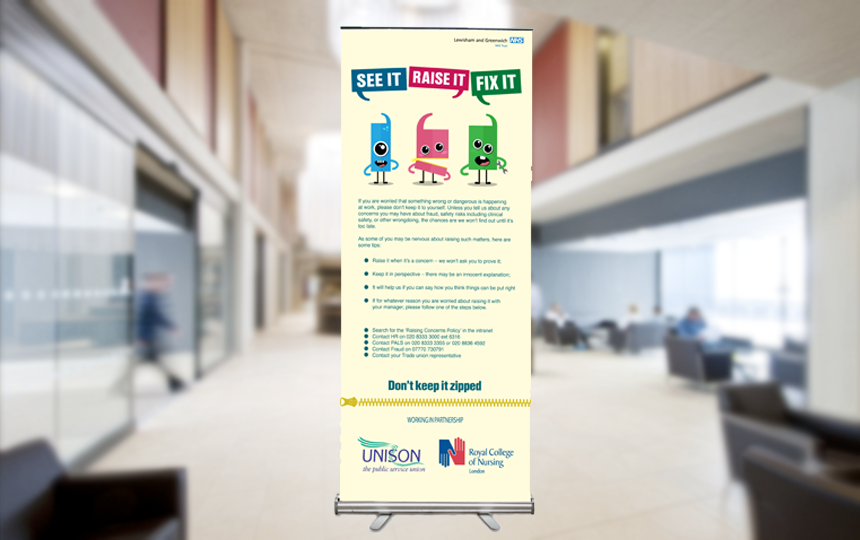 Lewisham and Greenwich NHS
NHS Trust
SEE IT RAISE IT FIX IT
If you are worried that something wrong or dangerous is happening
at work, please don't keep it to yourself. Unless you tell us about any
concerns you may have about fraud, safety risks including clinical
safety, or other wrongdoing, the chances are we won't find out until it's
too late.
As some of you may be nervous about raising such matters, here are
some tips:
Raise it when it's a concern – we won't ask you to prove it;
Keep it in perspective – there may be an innocent explanation;
It will help us if you can say how you think things can be put right
If for whatever reason you are worried about raising it with
your manager, please follow one of the steps below.
Search for the 'Raising Concerns Policy' in the intranet
Contact HR on 020 8333 3000 ext 6316
Contact PALS on 020 8333 3355 or 020 8836 4592
Contact Fraud on 07770 730791
Contact your Trade union representative
Don't keep it zipped
WORKING IN PARTNERSHIP
UNISON
the public service union
Royal College
of Nursing
London